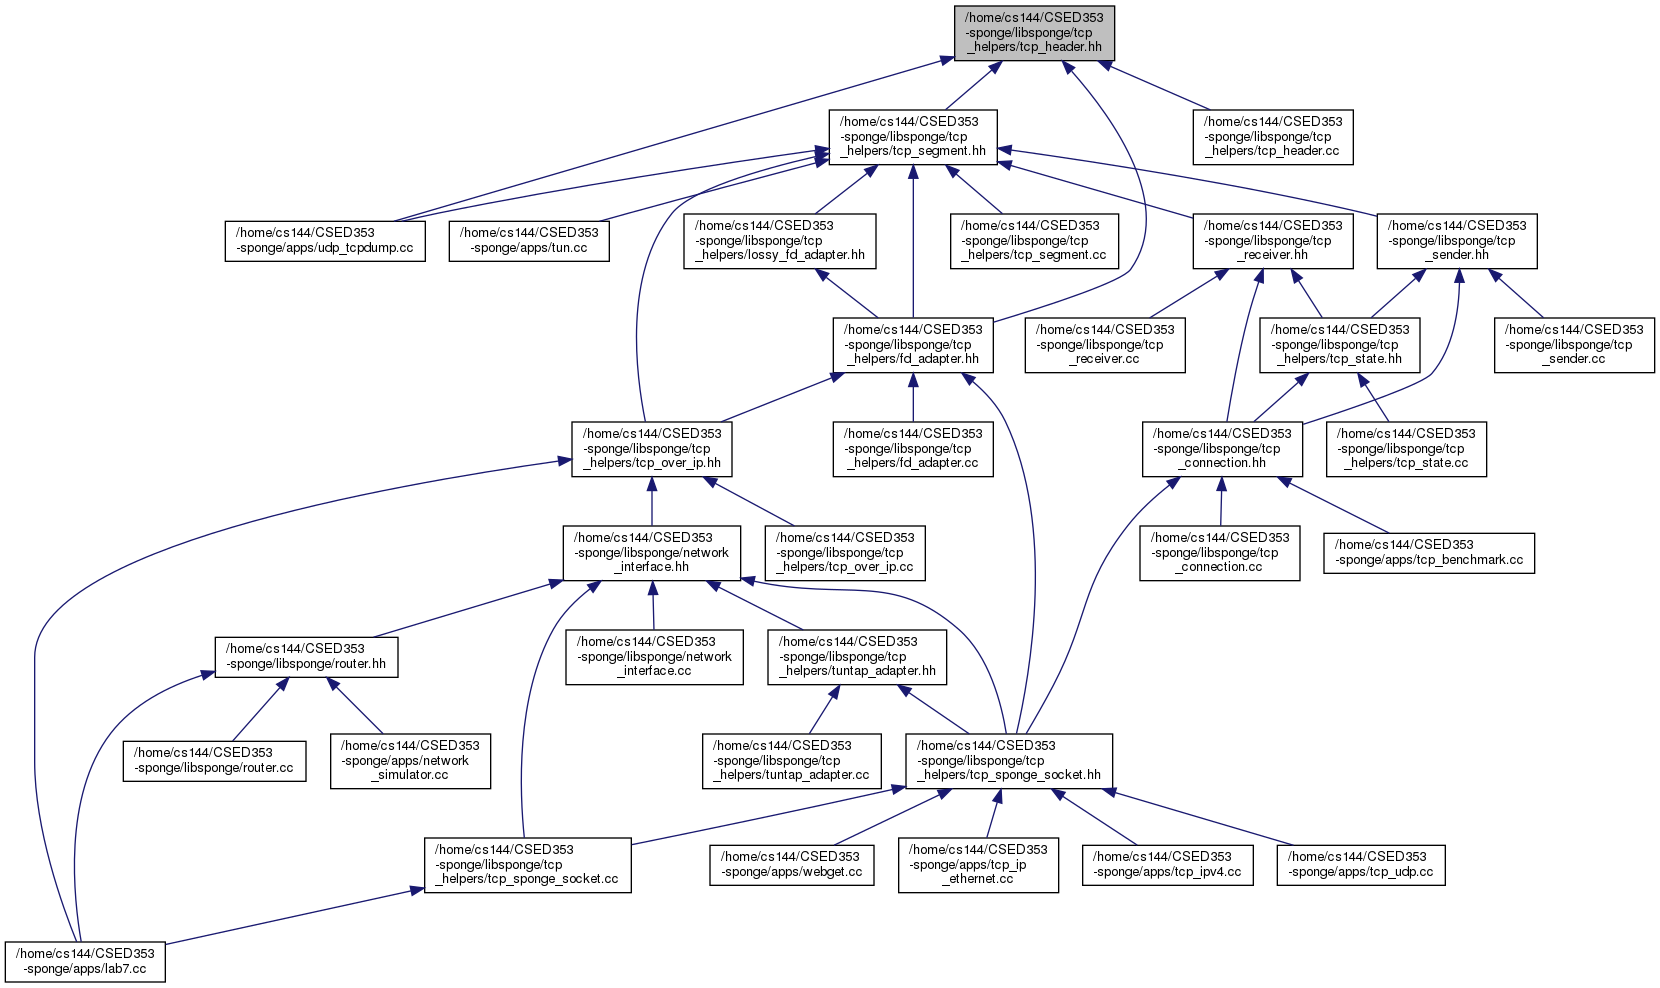 /home/cs144/CSED353
-sponge/libsponge/tcp
_helpers/tcp_header.hh
/home/cs144/CSED353
-sponge/libsponge/tcp
_helpers/tcp_segment.hh
/home/cs144/CSED353
-sponge/libsponge/tcp
_helpers/tcp_header.cc
/home/cs144/CSED353
-sponge/apps/udp_tcpdump.cc
/home/cs144/CSED353
-sponge/apps/tun.cc
/home/cs144/CSED353
-sponge/libsponge/tcp
_helpers/lossy_fd_adapter.hh
/home/cs144/CSED353
-sponge/libsponge/tcp
_helpers/tcp_segment.cc
/home/cs144/CSED353
-sponge/libsponge/tcp
_receiver.hh
/home/cs144/CSED353
-sponge/libsponge/tcp
_sender.hh
/home/cs144/CSED353
-sponge/libsponge/tcp
_helpers/fd_adapter.hh
/home/cs144/CSED353
-sponge/libsponge/tcp
_receiver.cc
/home/cs144/CSED353
-sponge/libsponge/tcp
_helpers/tcp_state.hh
/home/cs144/CSED353
-sponge/libsponge/tcp
_sender.cc
/home/cs144/CSED353
-sponge/libsponge/tcp
_helpers/tcp_over_ip.hh
/home/cs144/CSED353
-sponge/libsponge/tcp
_helpers/fd_adapter.cc
/home/cs144/CSED353
-sponge/libsponge/tcp
_connection.hh
/home/cs144/CSED353
-sponge/libsponge/tcp
_helpers/tcp_state.cc
/home/cs144/CSED353
-sponge/libsponge/network
_interface.hh
/home/cs144/CSED353
-sponge/libsponge/tcp
_helpers/tcp_over_ip.cc
/home/cs144/CSED353
-sponge/libsponge/tcp
_connection.cc
/home/cs144/CSED353
-sponge/apps/tcp_benchmark.cc
/home/cs144/CSED353
-sponge/libsponge/router.hh
/home/cs144/CSED353
-sponge/libsponge/network
_interface.cc
/home/cs144/CSED353
-sponge/libsponge/tcp
_helpers/tuntap_adapter.hh
/home/cs144/CSED353
-sponge/libsponge/router.cc
/home/cs144/CSED353
-sponge/apps/network
_simulator.cc
/home/cs144/CSED353
-sponge/libsponge/tcp
_helpers/tuntap_adapter.cc
/home/cs144/CSED353
-sponge/libsponge/tcp
_helpers/tcp_sponge_socket.hh
/home/cs144/CSED353
-sponge/libsponge/tcp
_helpers/tcp_sponge_socket.cc
/home/cs144/CSED353
-sponge/apps/webget.cc
/home/cs144/CSED353
-sponge/apps/tcp_ip
_ethernet.cc
/home/cs144/CSED353
-sponge/apps/tcp_ipv4.cc
/home/cs144/CSED353
-sponge/apps/tcp_udp.cc
/home/cs144/CSED353
-sponge/apps/lab7.cc